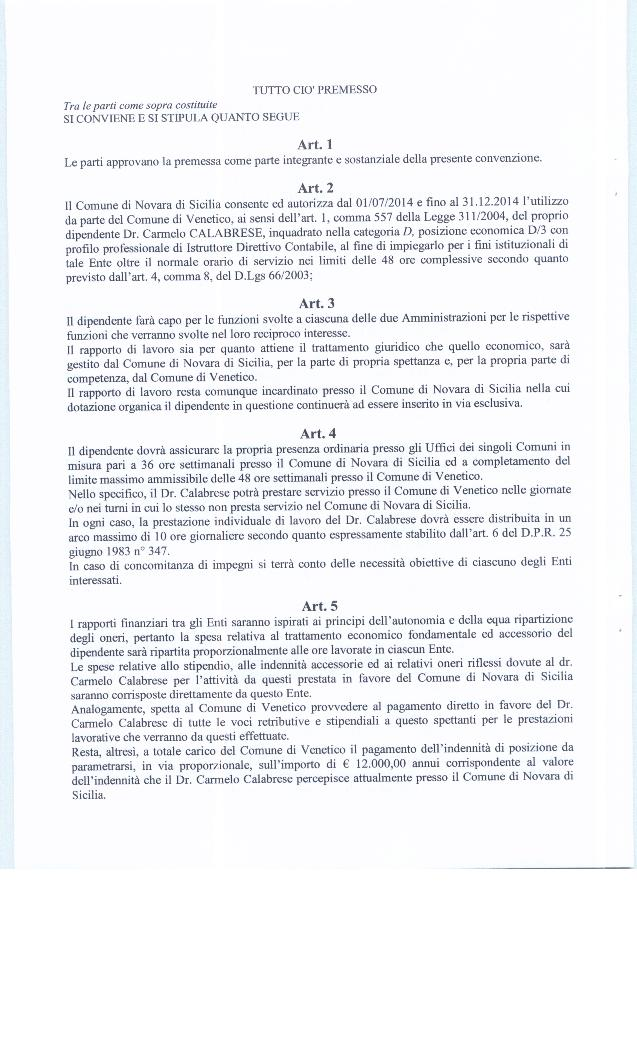 TUTTO CIO' PREMESSO
Tra le parti come sopra costituite
SI CONVIENE E SI STIPULA QUANTO SEGUE
Art. 1
Le parti approvano la premessa come parte integrante e sostanziale della presente convenzione.
Art. 2
Il Comune di Novara di Sicilia consente ed autorizza dal 01/07/2014 e fino al 31.12.2014 l'utilizzo
da parte del Comune di Venetico, ai sensi dell'art. 1, comma 557 della Legge 311/2004, del proprio
dipendente Dr. Carmelo CALABRESE, inquadrato nella categoria D, posizione economica D/3 con
profilo professionale di Istruttore Direttivo Contabile, al fine di impiegarlo per i fini istituzionali di
tale Ente oltre il normale orario di servizio nei limiti delle 48 ore complessive secondo quanto
previsto dall'art. 4, comma 8, del D.Lgs 66/2003;
Art. 3
Il dipendente farà capo per le funzioni svolte a ciascuna delle due Amministrazioni per le rispettive
funzioni che verranno svolte nel loro reciproco interesse.
Il rapporto di lavoro sia per quanto attiene il trattamento giuridico che quello economico, sarà
gestito dal Comune di Novara di Sicilia, per la parte di propria spettanza e, per la propria parte di
competenza, dal Comune di Venetico.
Il rapporto di lavoro resta comunque incardinato presso il Comune di Novara di Sicilia nella cui
dotazione organica il dipendente in questione continuerà ad essere inscrito in via esclusiva.
Art. 4
Il dipendente dovrà assicurare la propria presenza ordinaria presso gli Uffici dei singoli Comuni in
misura pari a 36 ore settimanali presso il Comune di Novara di Sicilia ed a completamento del
limite massimo ammissibile delle 48 ore settimanali presso il Comune di Venetico.
Nello specifico, il Dr. Calabrese potrà prestare servizio presso il Comune di Venetico nelle giornate
e/o nei turni in cui lo stesso non presta servizio nel Comune di Novara di Sicilia.
In ogni caso, la prestazione individuale di lavoro del Dr. Calabrese dovrà essere distribuita in un
arco massimo di 10 ore giornaliere secondo quanto espressamente stabilito dall'art. 6 del D.P.R. 25
giugno 1983 n° 347.
In caso di concomitanza di impegni si terrà conto delle necessità obiettive di ciascuno degli Enti
interessati.
Art. 5
I rapporti finanziari tra gli Enti saranno ispirati ai principi dell'autonomia e della equa ripartizione
degli oneri, pertanto la spesa relativa al trattamento economico fondamentale ed accessorio del
dipendente sarà ripartita proporzionalmente alle ore lavorate in ciascun Ente.
Le spese relative allo stipendio, alle indennità accessorie ed ai relativi oneri riflessi dovute al dr.
Carmelo Calabrese per l'attività da questi prestata in favore del Comune di Novara di Sicilia
saranno corrisposte direttamente da questo Ente.
Analogamente, spetta al Comune di Venetico provvedere al pagamento diretto in favore del Dr.
Carmelo Calabrese di tutte le voci retributive e stipendiali a questo spettanti per le prestazioni
lavorative che verranno da questi effettuate.
Resta, altresì, a totale carico del Comune di Venetico il pagamento dell'indennità di posizione da
parametrarsi, in via proporzionale, sull'importo di € 12.000,00 annui corrispondente al valore
dell'indennità che il Dr. Carmelo Calabrese percepisce attualmente presso il Comune di Novara di
Sicilia.